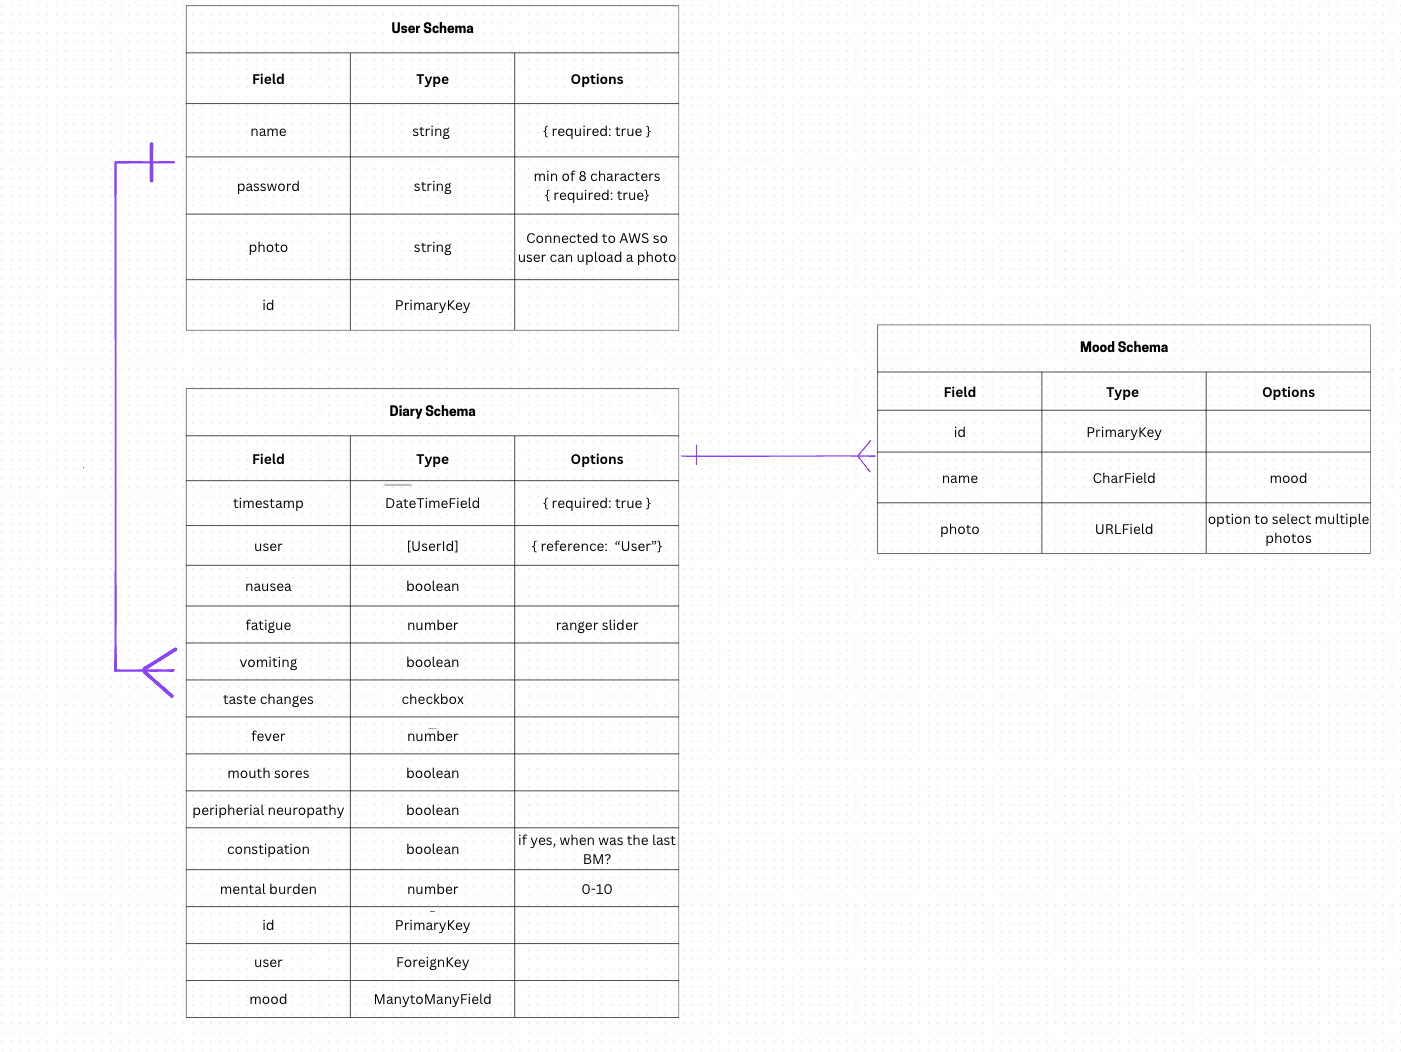 User Schema
Field Type Options
name string { required: true }
password string min of 8 characters
{ required: true}
photo string Connected to AWS so
user can upload a photo
id PrimaryKey
Diary Schema
Field Type Options
timestamp DateTimeField { required: true }
user [UserId] { reference: “User”}
nausea boolean
fatigue number ranger slider
vomiting boolean
taste changes checkbox
fever number
mouth sores boolean
peripherial neuropathy boolean
constipation boolean if yes, when was the last
BM?
mental burden number 0-10
id PrimaryKey
user ForeignKey
mood ManytoManyField
Mood Schema
Field Type Options
id PrimaryKey
name CharField mood
photo URLField option to select multiple
photos